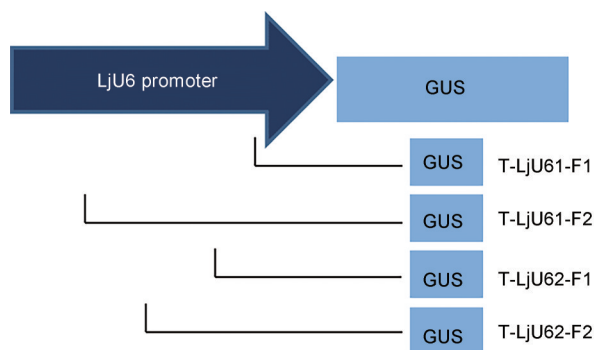 LjU6 promoter
GUS
GUS T-LjU61-F1
GUS T-LjU61-F2
GUS T-LjU62-F1
GUS T-LjU62-F2